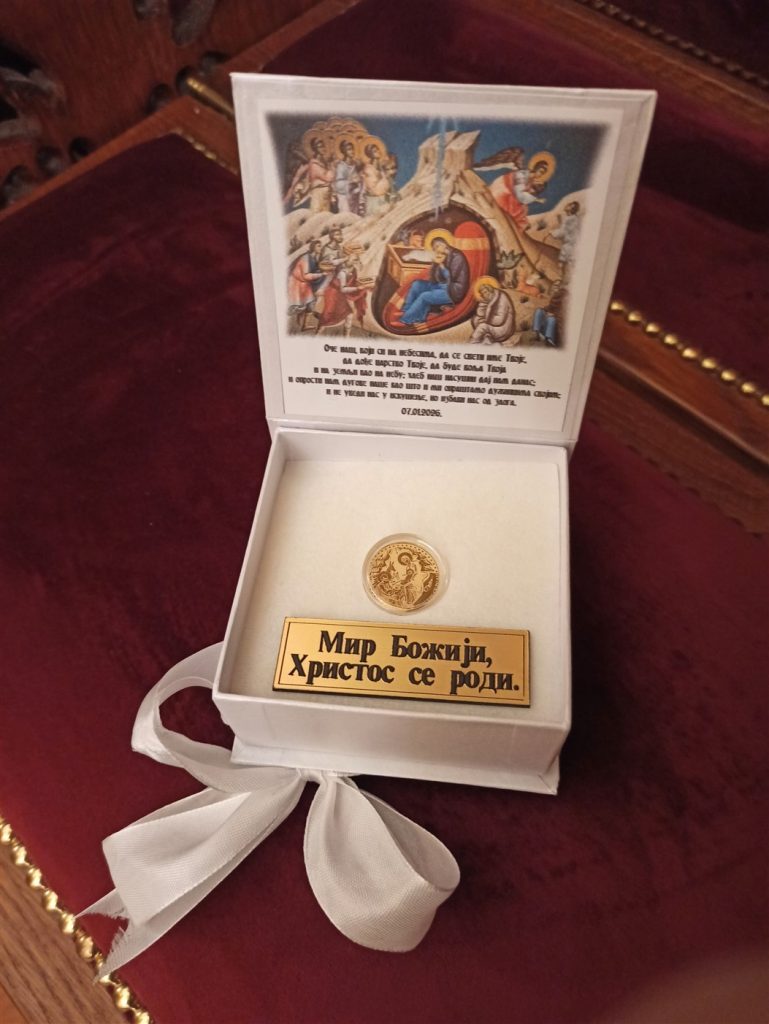 Оче наш, који си на небесима, да се свети име Твоје,
да дође царство Твоје, да буде воља Твоја
и на земљи као на небу; хлеб наш насушни дај нам данас;
и опрости нам дугове наше као што и ми опраштамо дужницима својим;
и не уведи нас у искушење, но избави нас од злога.
07.01.2026.
Мир Божији,
Христос се роди.